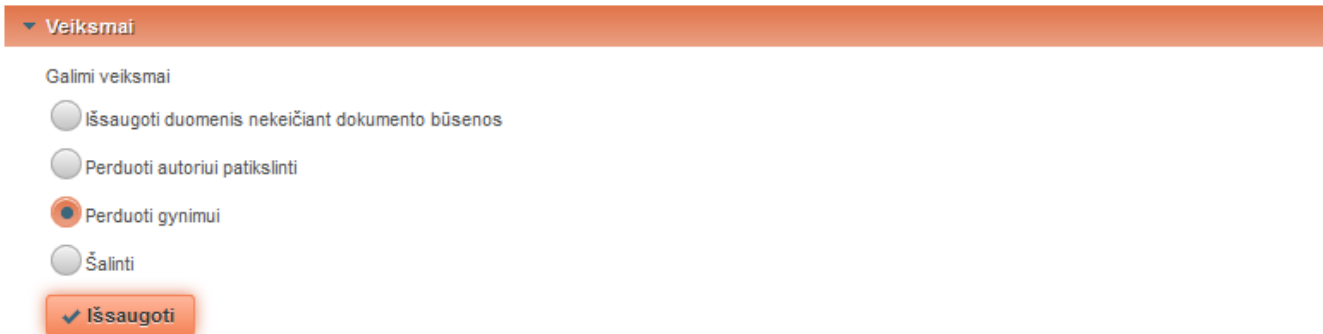 Veiksmai
Galimi veiksmai
Išsaugoti duomenis nekeičiant dokumento būsenos
Perduoti autoriui patikslinti
Perduoti gynimui
Šalinti
Išsaugoti